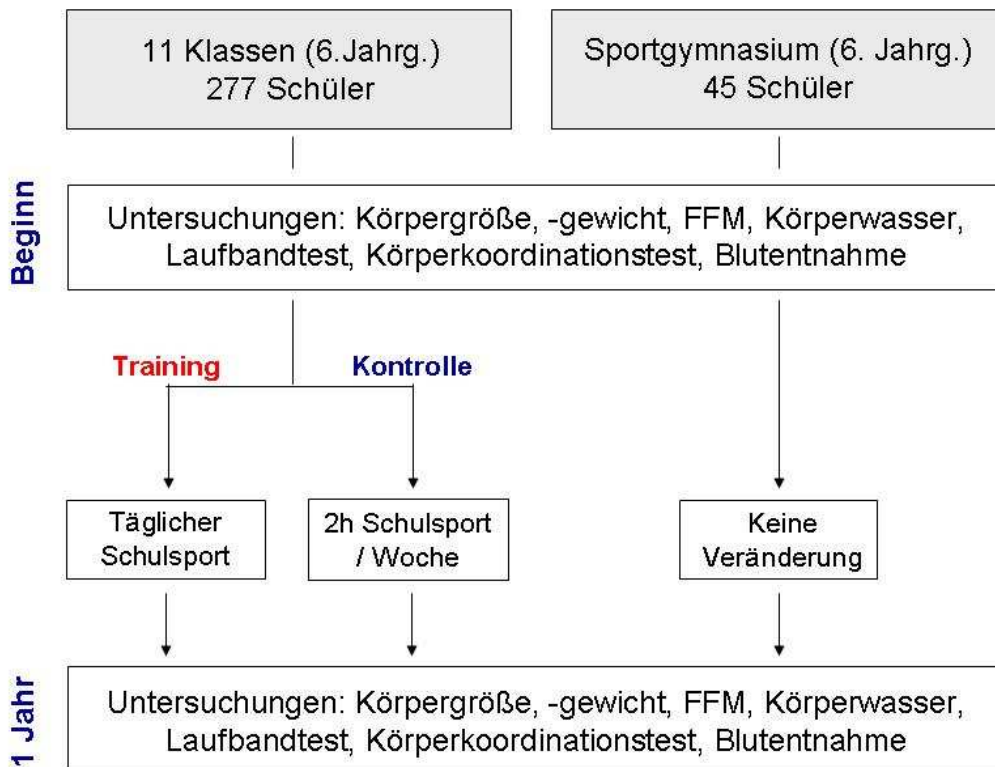 11 Klassen (6.Jahrg.)
277 Schüler
Sportgymnasium (6. Jahrg.)
45 Schüler
Beginn
Untersuchungen: Körpergröße, -gewicht, FFM, Körperwasser,
Laufbandtest, Körperkoordinationstest, Blutentnahme
Training
Kontrolle
Täglicher
Schulsport
2h Schulsport
/ Woche
Keine
Veränderung
1 Jahr
Untersuchungen: Körpergröße, -gewicht, FFM, Körperwasser,
Laufbandtest, Körperkoordinationstest, Blutentnahme